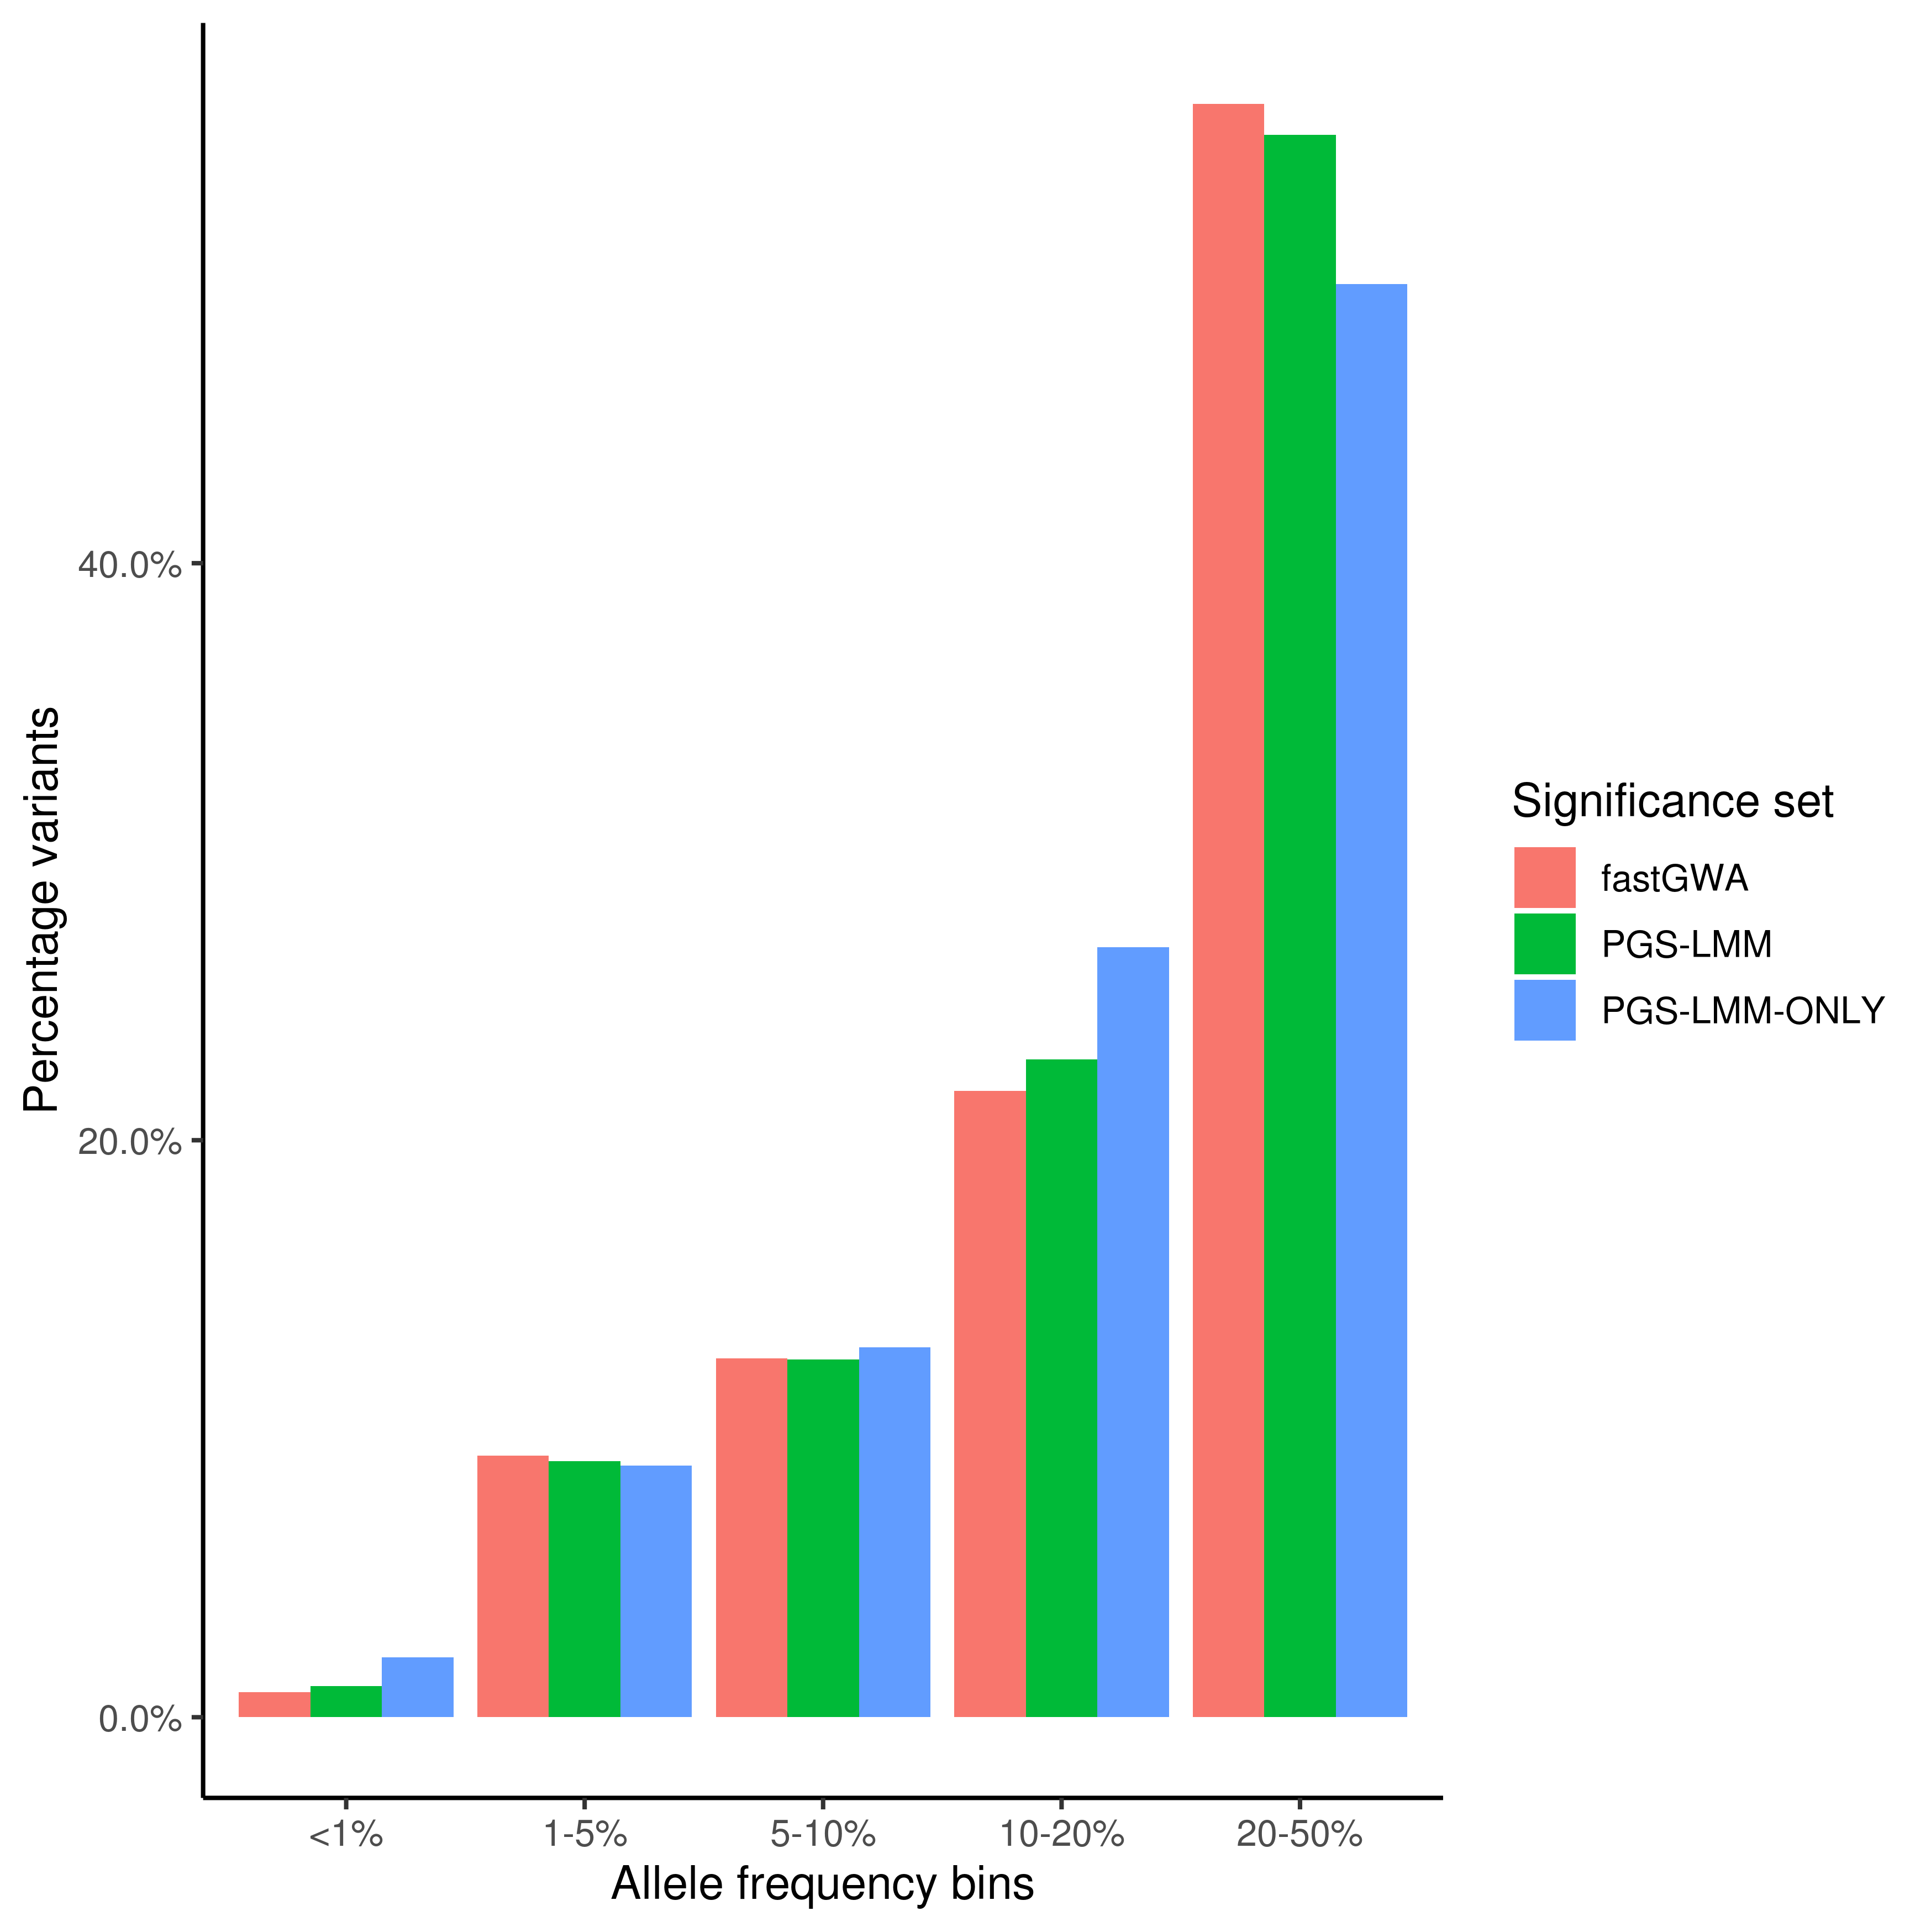 Percentage variants
40.0%
20.0%
0.0%
<1%
1-5%
5-10%
10-20%
20-50%
Allele frequency bins
Significance set
fastGWA
PGS-LMM
PGS-LMM-ONLY